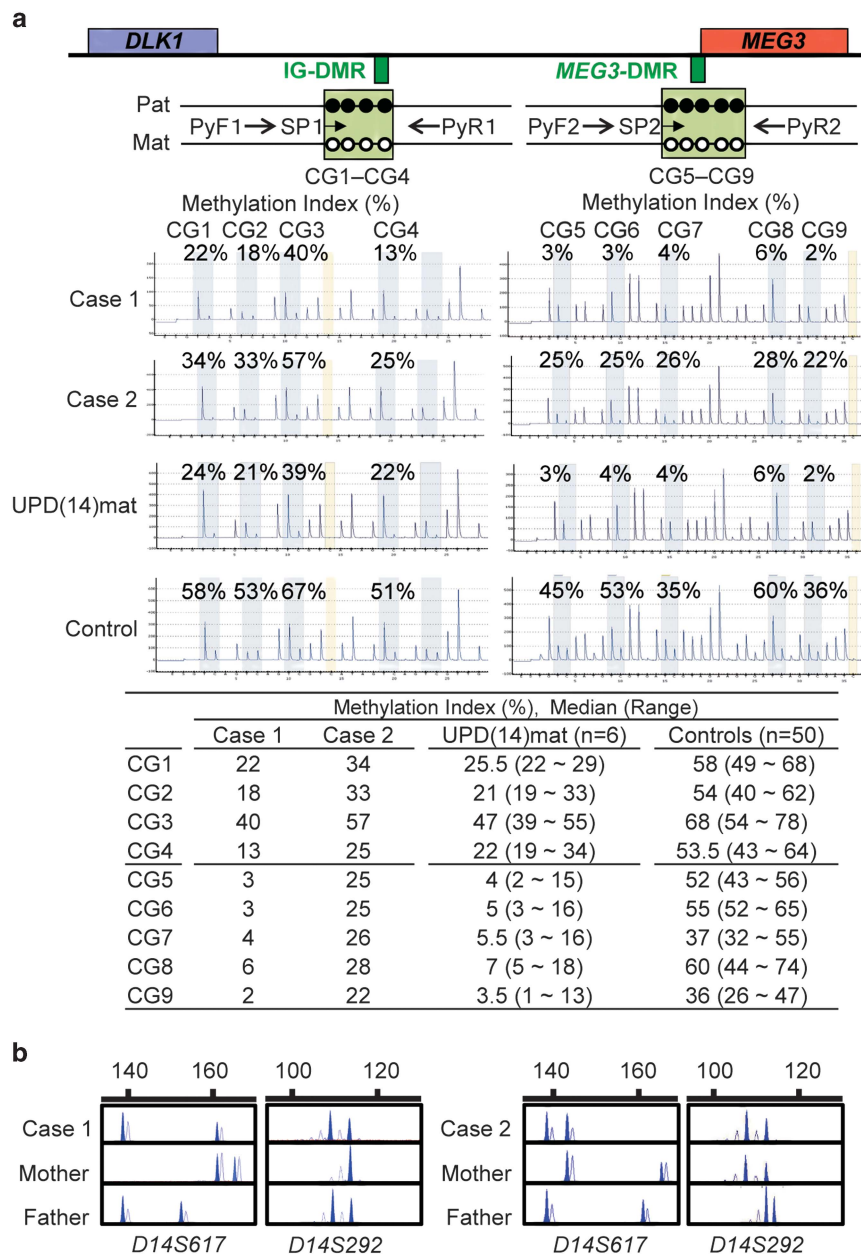 a
DLK1 MEG3
IG-DMR MEG3-DMR
Pat
PyF1 SP1 PyR1 PyF2 SP2 PyR2
Mat
CG1–CG4 CG5–CG9
Methylation Index (%) Methylation Index (%)
CG1 CG2 CG3 CG4 CG5 CG6 CG7 CG8 CG9
22% 18% 40% 13% 3% 3% 4% 6% 2%
Case 1
34% 33% 57% 25% 25% 25% 26% 28% 22%
Case 2
24% 21% 39% 22% 3% 4% 4% 6% 2%
UPD(14)mat
58% 53% 67% 51% 45% 53% 35% 60% 36%
Control
Methylation Index (%), Median (Range)
Case 1 Case 2 UPD(14)mat (n=6) Controls (n=50)
CG1 22 34 25.5 (22 ~ 29) 58 (49 ~ 68)
CG2 18 33 21 (19 ~ 33) 54 (40 ~ 62)
CG3 40 57 47 (39 ~ 55) 68 (54 ~ 78)
CG4 13 25 22 (19 ~ 34) 53.5 (43 ~ 64)
CG5 3 25 4 (2 ~ 15) 52 (43 ~ 56)
CG6 3 25 5 (3 ~ 16) 55 (52 ~ 65)
CG7 4 26 5.5 (3 ~ 16) 37 (32 ~ 55)
CG8 6 28 7 (5 ~ 18) 60 (44 ~ 74)
CG9 2 22 3.5 (1 ~ 13) 36 (26 ~ 47)
b
140 160 100 120 140 160 100 120
Case 1 Case 2
Mother Mother
Father Father
D14S617 D14S292 D14S617 D14S292